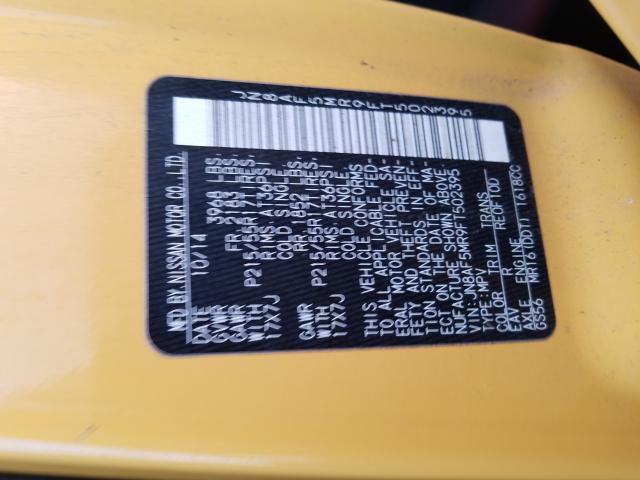 JN8AF5MR9FT502395
MFD BY NISSAN MOTOR CO., LTD.
DATE 10/14
GVWR 3968 LBS.
GAWR FR 2183 LBS.
WITH P215/55R17 TIRES,
17X7J RIMS, AT 36PSI
COLD SINGLE
GAWR RR 1852 LBS.
WITH P215/55R17 TIRES,
17X7J RIMS, AT 36PSI
COLD SINGLE.
THIS VEHICLE CONFORMS
TO ALL APPLICABLE FED-
ERAL MOTOR VEHICLE SA-
FETY AND THEFT PREVEN-
TION STANDARDS IN EFF-
ECT ON THE DATE OF MA-
NUFACTURE SHOWN ABOVE.
VIN: JN8AF5MR9FT502395
TYPE: MPV
COLOR TRIM TRANS
EAV R RE0F10D
AXLE ENGINE
GS56 MR16(DDT) 1618CC